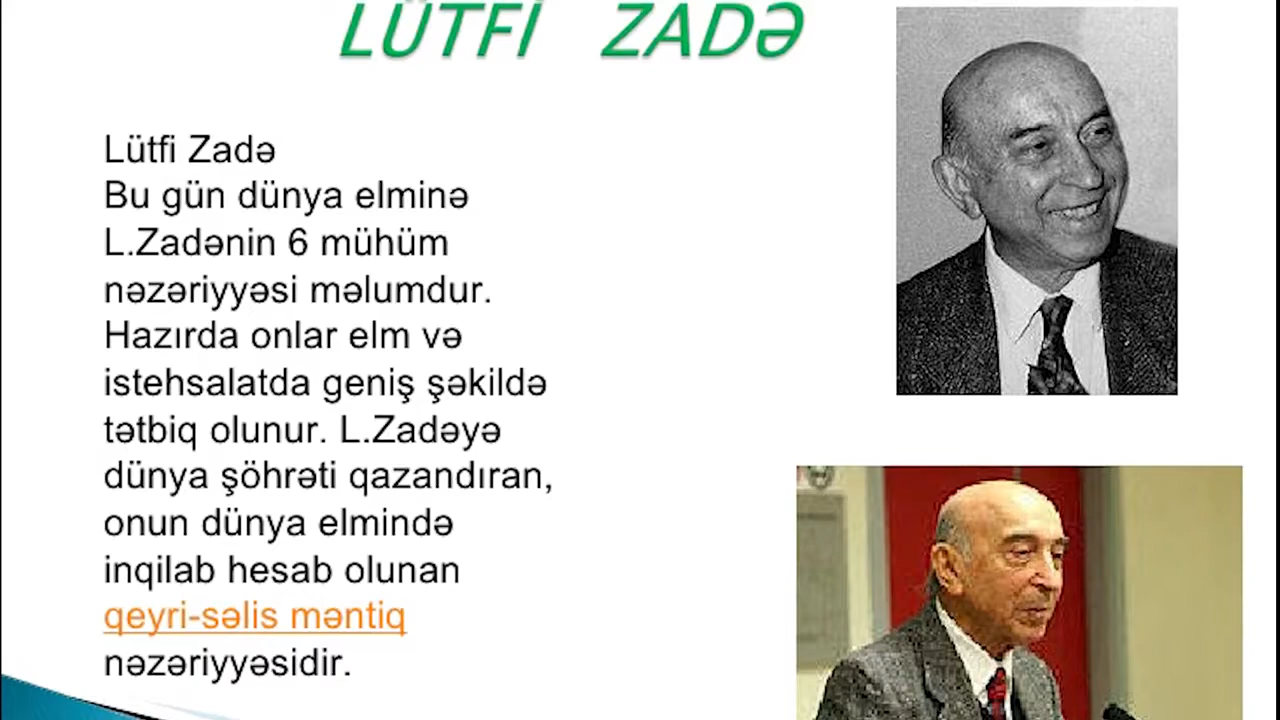 LÜTFİ ZADƏ
Lütfi Zadə
Bu gün dünya elminə
L.Zadənin 6 mühüm
nəzəriyyəsi məlumdur.
Hazırda onlar elm və
istehsalatda geniş şəkildə
tətbiq olunur. L.Zadəyə
dünya şöhrəti qazandıran,
onun dünya elmində
inqilab hesab olunan
qeyri-səlis məntiq
nəzəriyyəsidir.